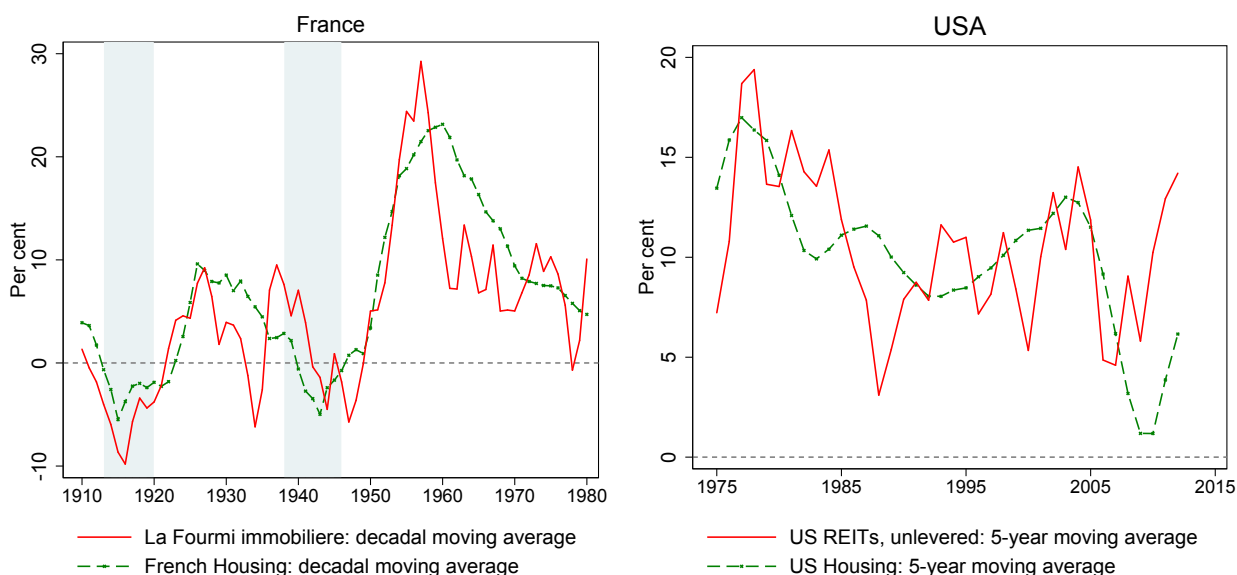 France
Per cent
30
20
10
0
-10
1910 1920 1930 1940 1950 1960 1970 1980
La Fourmi immobiliere: decadal moving average
French Housing: decadal moving average
USA
Per cent
20
15
10
5
0
1975 1985 1995 2005 2015
US REITs, unlevered: 5-year moving average
US Housing: 5-year moving average